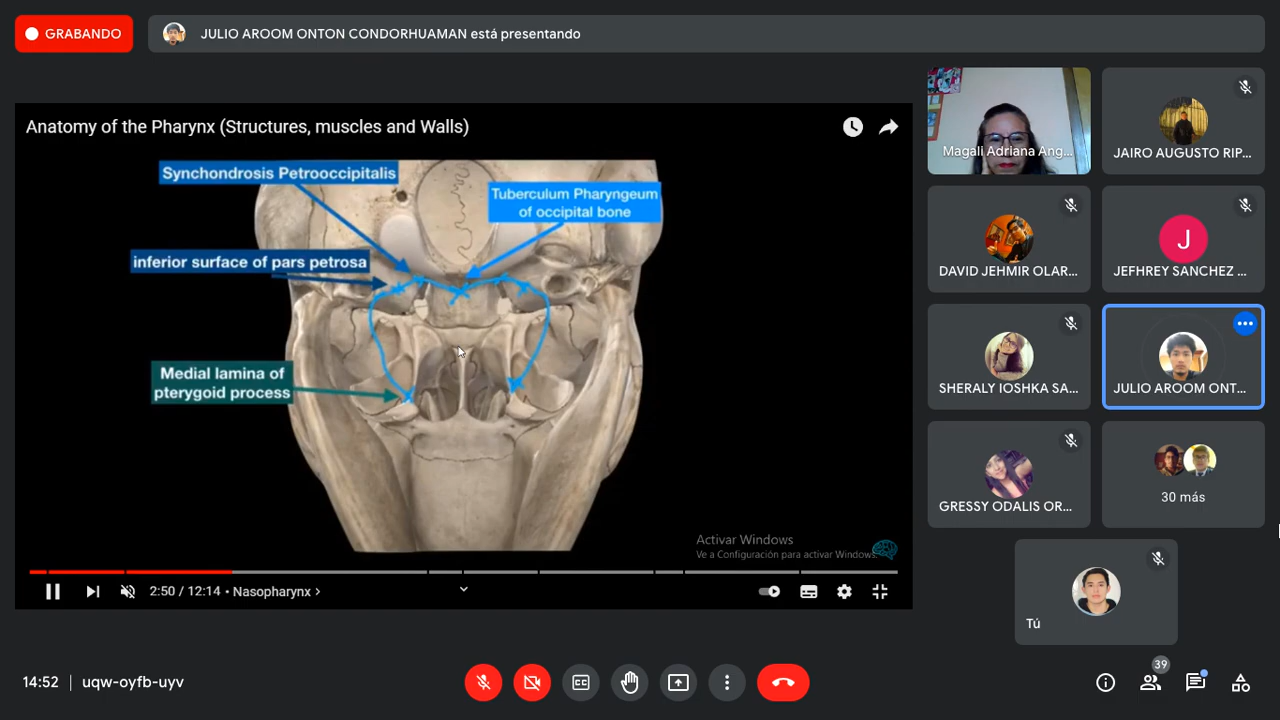 GRABANDO
JULIO AROOM ONTON CONDORHUAMAN está presentando
Anatomy of the Pharynx (Structures, muscles and Walls)
Synchondrosis Petrooccipitalis
Tuberculum Pharyngeum
of occipital bone
inferior surface of pars petrosa
Medial lamina of
pterygoid process
Activar Windows
Ve a Configuración para activar Windows.
2:50 / 12:14 • Nasopharynx >
Magali Adriana Ang...
JAIRO AUGUSTO RIP...
DAVID JEHMIR OLAR...
J
JEFHREY SANCHEZ ...
SHERALY IOSHKA SA...
JULIO AROOM ONT...
GRESSY ODALIS OR...
30 más
Tú
14:52 | uqw-oyfb-uyv
CC
39